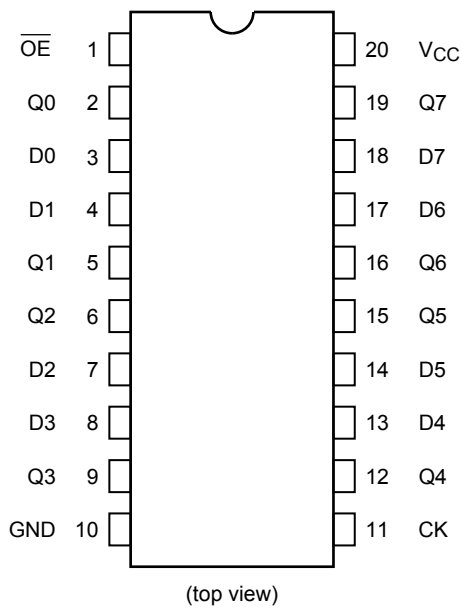 O̅E̅ 1 20 VCC
Q0 2 19 Q7
D0 3 18 D7
D1 4 17 D6
Q1 5 16 Q6
Q2 6 15 Q5
D2 7 14 D5
D3 8 13 D4
Q3 9 12 Q4
GND 10 11 CK
(top view)